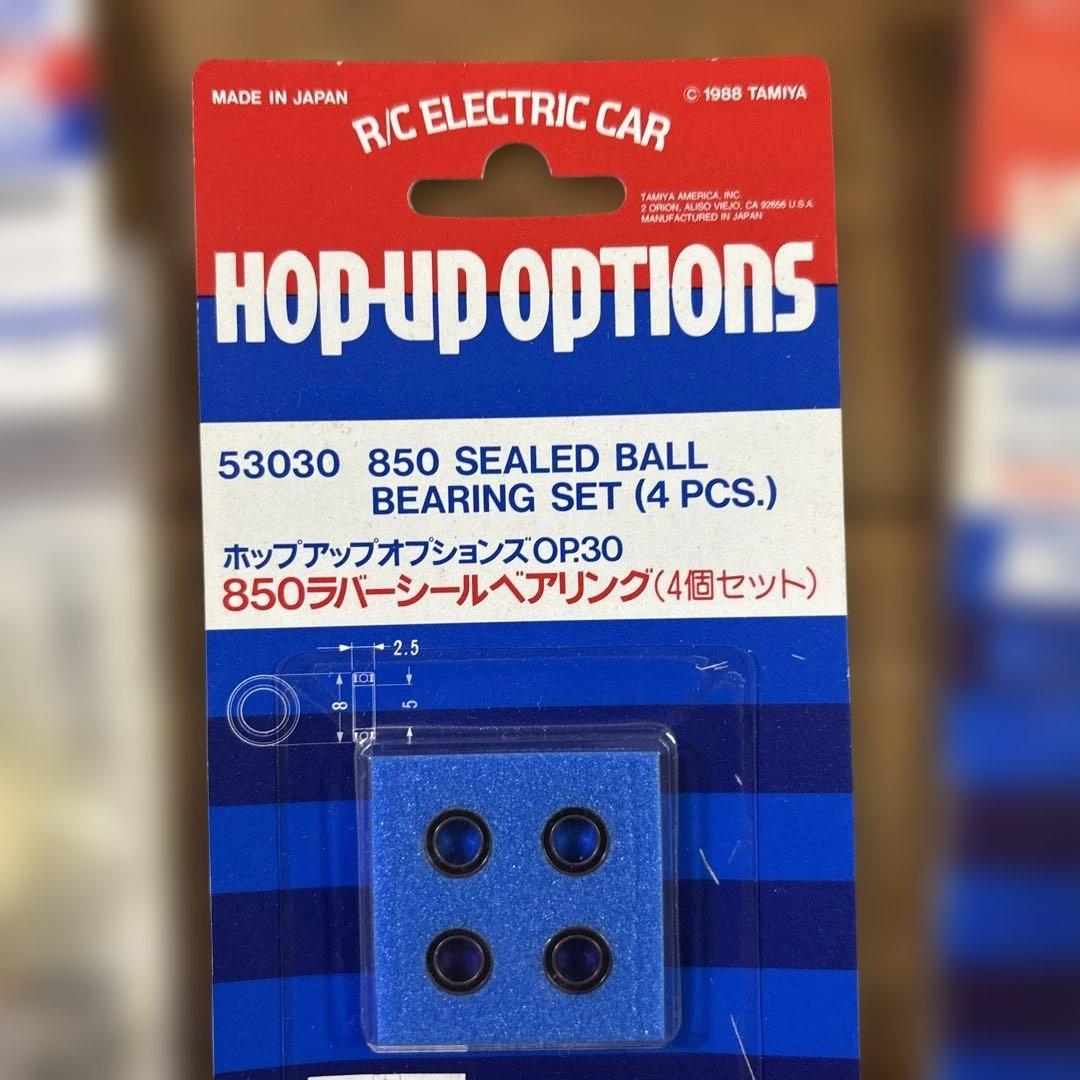 MADE IN JAPAN
© 1988 TAMIYA
R/C ELECTRIC CAR
TAMIYA AMERICA, INC.
2 ORION, ALISO VIEJO, CA 92656 U.S.A.
MANUFACTURED IN JAPAN
HOP-UP OPTIONS
53030 850 SEALED BALL
BEARING SET (4 PCS.)
ホップアップオプションズOP.30
850ラバーシールベアリング(4個セット)
2.5
8
5